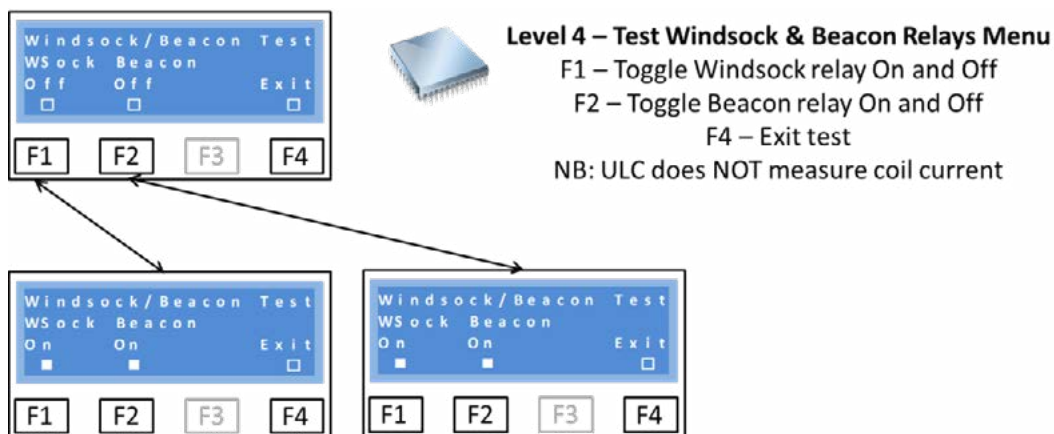 Windsock/Beacon Test
WSock Beacon
Off Off Exit
F1 F2 F3 F4
Level 4 – Test Windsock & Beacon Relays Menu
F1 – Toggle Windsock relay On and Off
F2 – Toggle Beacon relay On and Off
F4 – Exit test
NB: ULC does NOT measure coil current
Windsock/Beacon Test
WSock Beacon
On On Exit
F1 F2 F3 F4
Windsock/Beacon Test
WSock Beacon
On On Exit
F1 F2 F3 F4